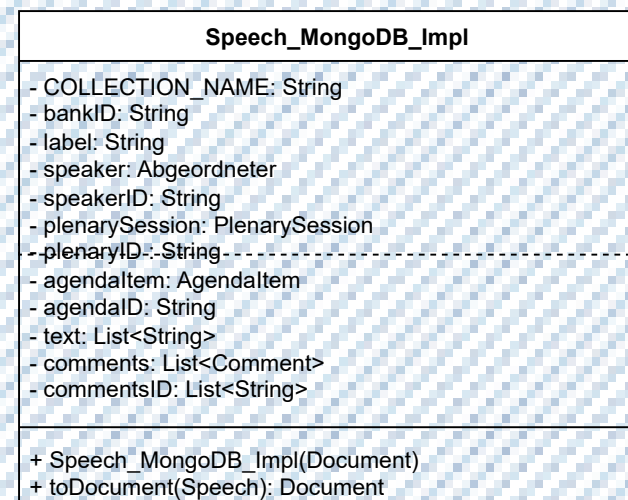 Speech_MongoDB_Impl
- COLLECTION_NAME: String
- bankID: String
- label: String
- speaker: Abgeordneter
- speakerID: String
- plenarySession: PlenarySession
- plenaryID : String
- agendaItem: AgendaItem
- agendaID: String
- text: List<String>
- comments: List<Comment>
- commentsID: List<String>
+ Speech_MongoDB_Impl(Document)
+ toDocument(Speech): Document